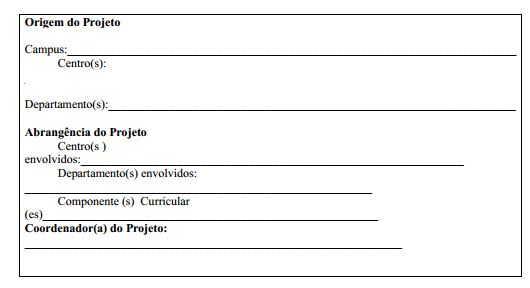 Origem do Projeto
Campus:
Centro(s):
Departamento(s):
Abrangência do Projeto
Centro(s )
envolvidos:
Departamento(s) envolvidos:
Componente (s) Curricular
(es)
Coordenador(a) do Projeto: